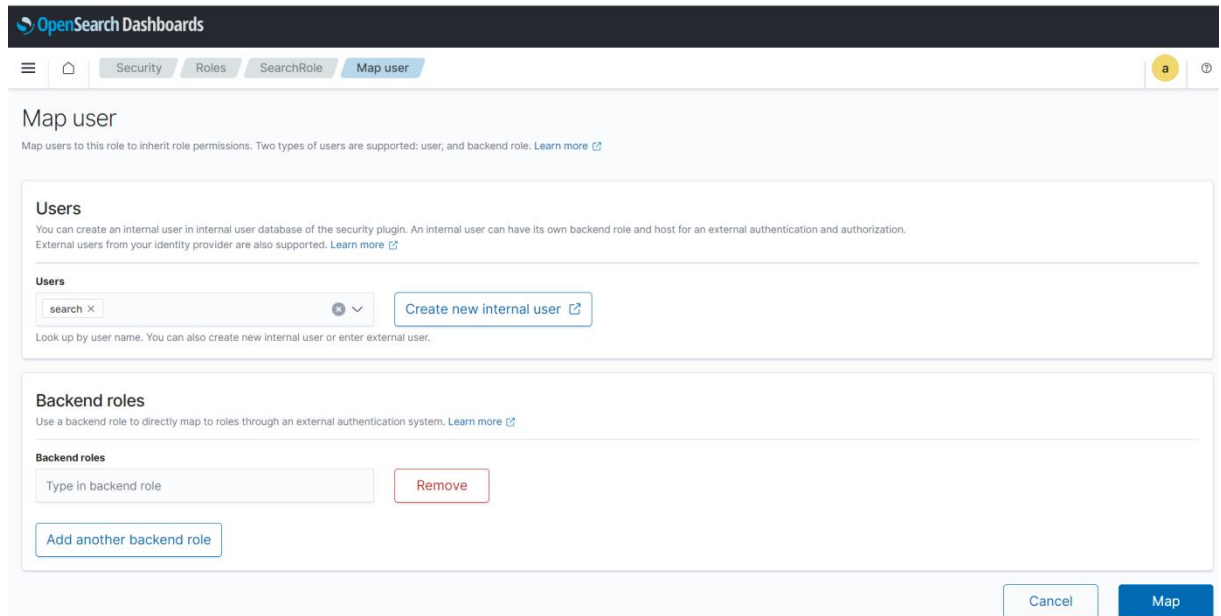 OpenSearch Dashboards
Security Roles SearchRole Map user a
Map user
Map users to this role to inherit role permissions. Two types of users are supported: user, and backend role. Learn more
Users
You can create an internal user in internal user database of the security plugin. An internal user can have its own backend role and host for an external authentication and authorization.
External users from your identity provider are also supported. Learn more
Users
search
Create new internal user
Look up by user name. You can also create new internal user or enter external user.
Backend roles
Use a backend role to directly map to roles through an external authentication system. Learn more
Backend roles
Type in backend role
Remove
Add another backend role
Cancel
Map